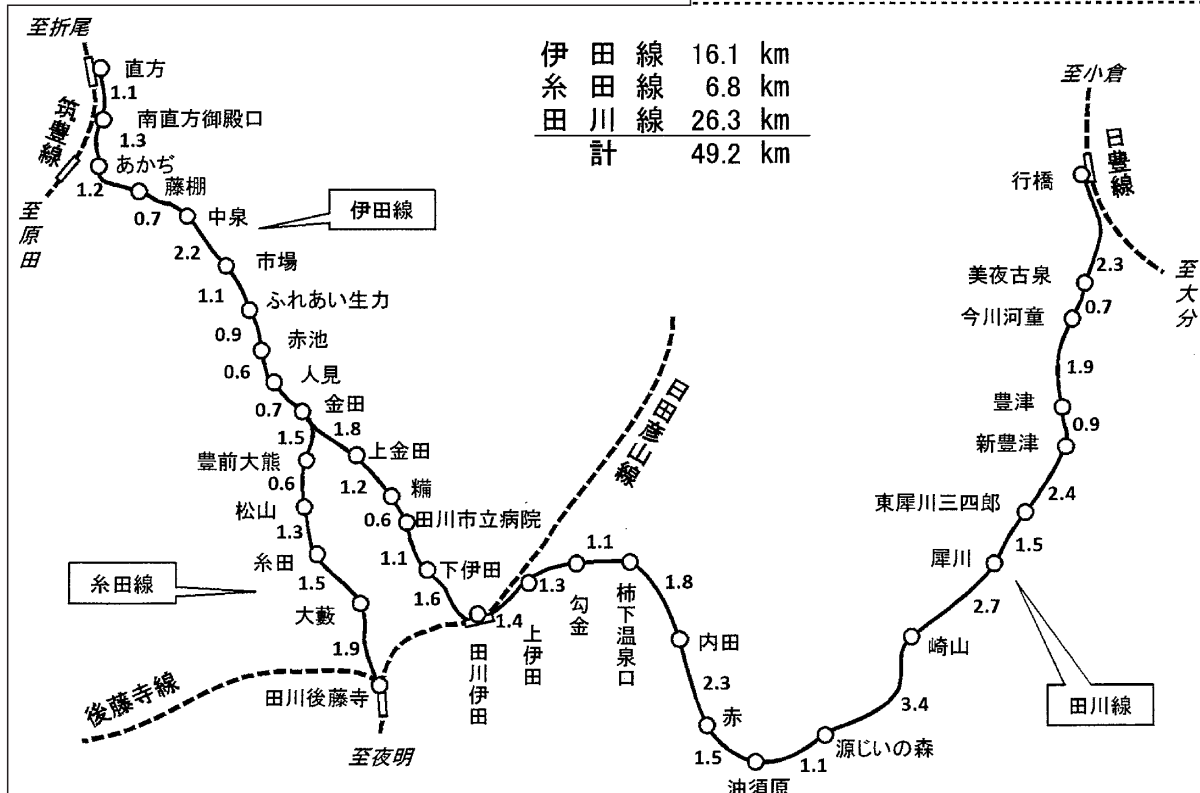 至折尾
直方
1.1
南直方御殿口
筑豊線
1.3
あかぢ
1.2
藤棚
0.7
中泉
至原田
2.2
伊田線
市場
1.1
ふれあい生力
0.9
赤池
0.6
人見
0.7
金田
1.5
1.8
豊前大熊
上金田
0.6
1.2
松山
糒
0.6
田川市立病院
1.3
糸田
1.1
下伊田
糸田線
1.5
大藪
1.6
1.9
田川後藤寺
後藤寺線
至夜明
伊田線 16.1 km
糸田線 6.8 km
田川線 26.3 km
計 49.2 km
日田彦山線
田川伊田
1.4
上伊田
1.3
勾金
1.1
柿下温泉口
1.8
内田
2.3
赤
1.5
油須原
1.1
源じいの森
3.4
崎山
2.7
犀川
田川線
1.5
東犀川三四郎
2.4
新豊津
0.9
豊津
1.9
今川河童
0.7
美夜古泉
2.3
行橋
至小倉
日豊線
至大分